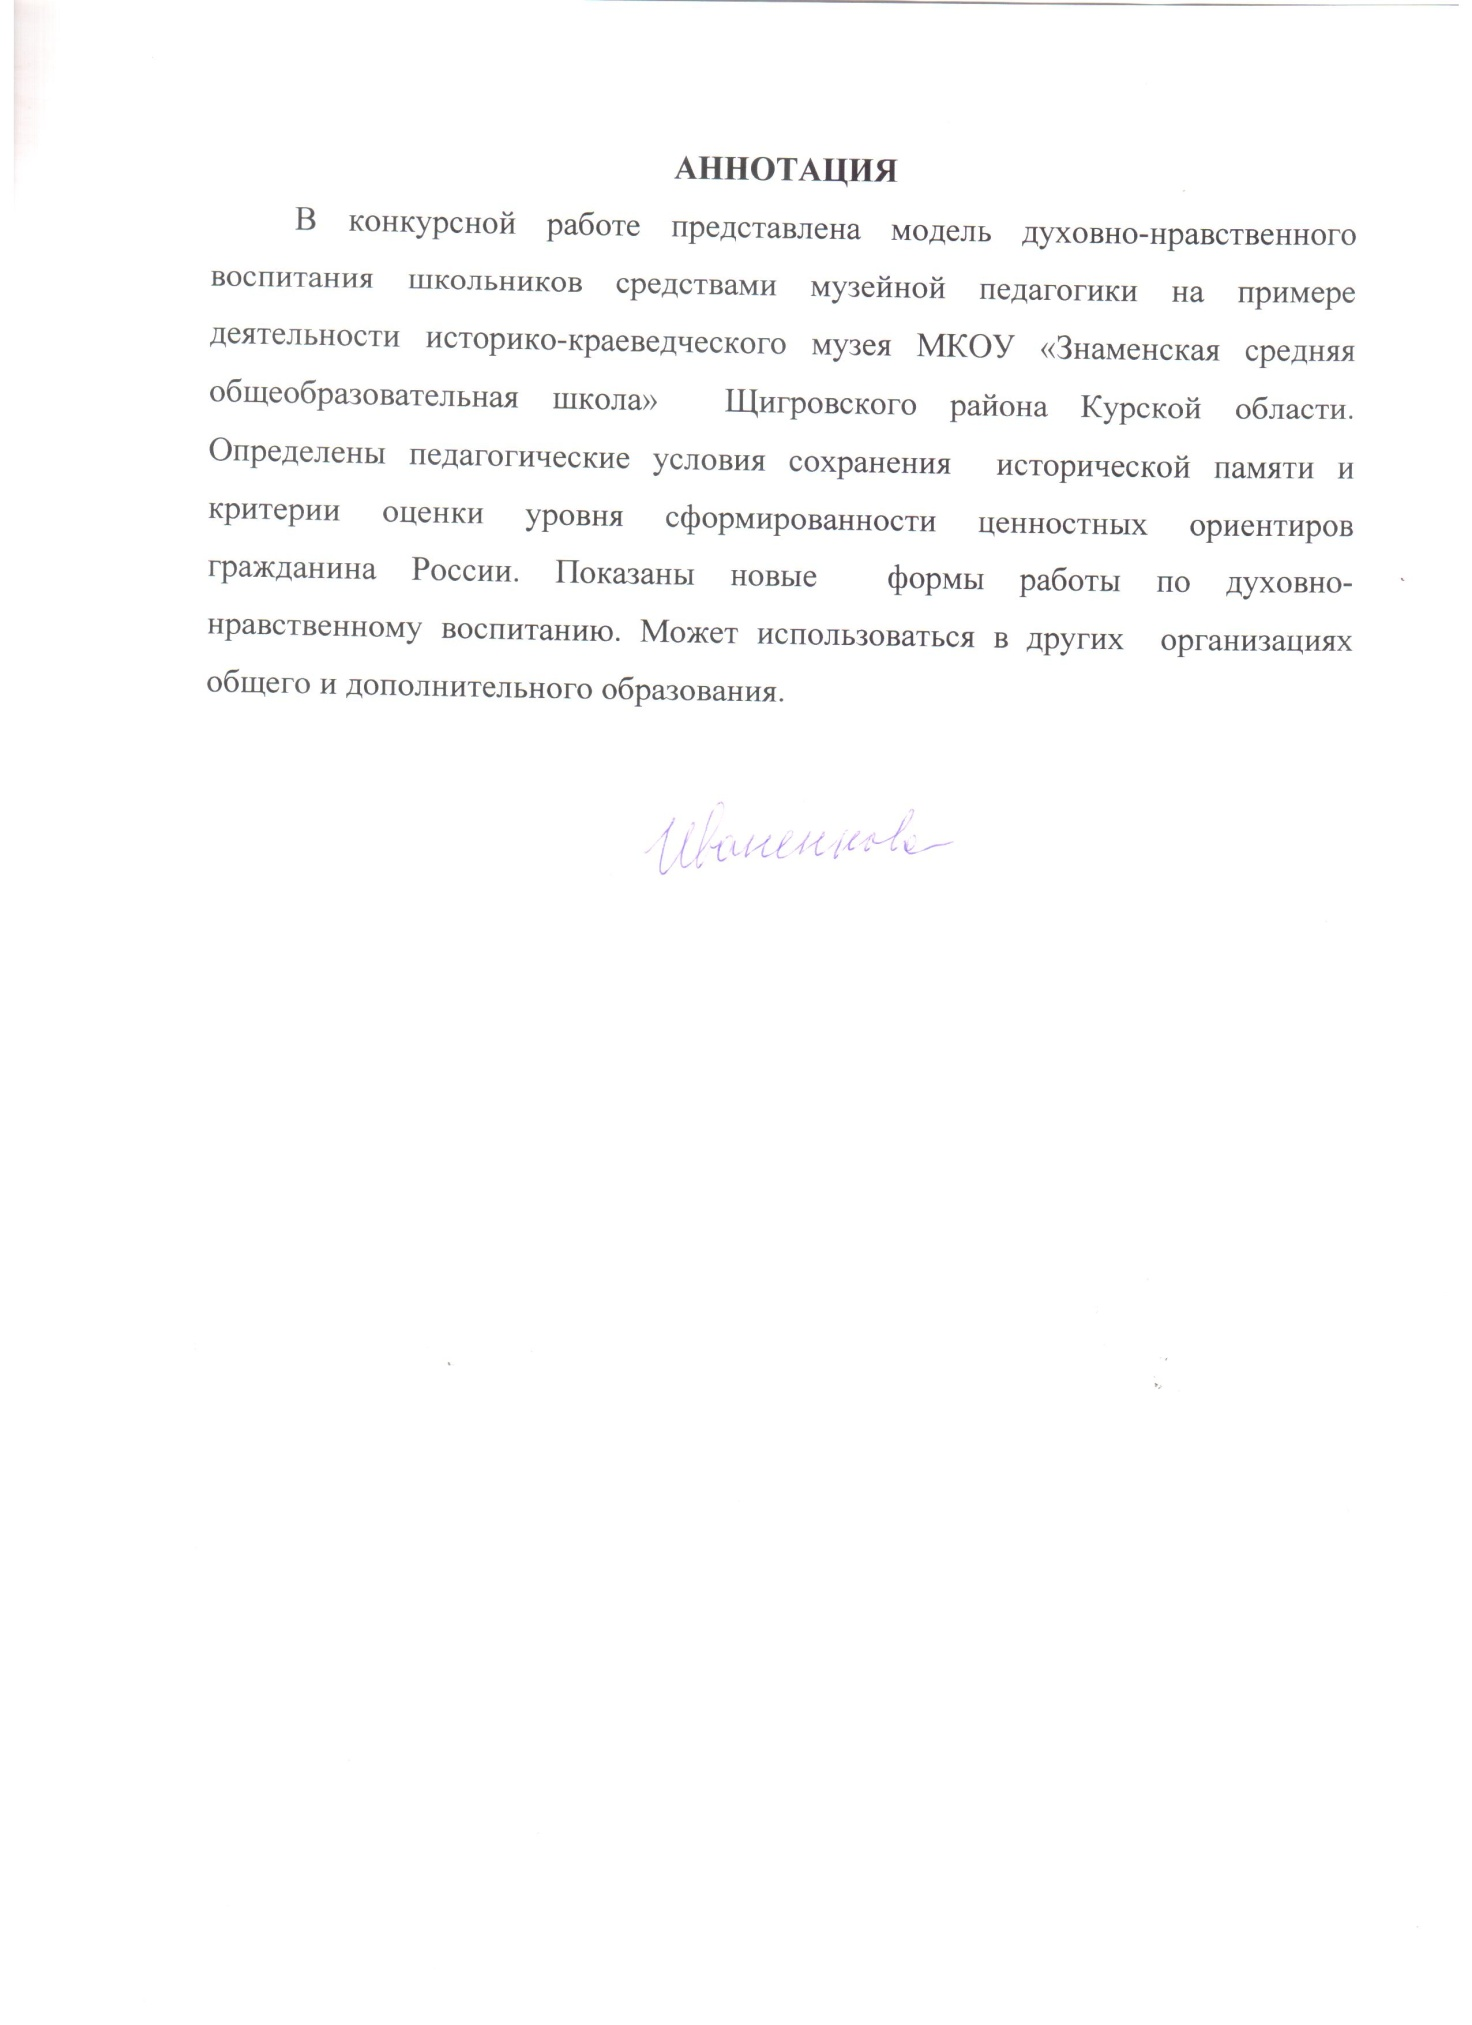 АННОТАЦИЯ
В конкурсной работе представлена модель духовно-нравственного
воспитания школьников средствами музейной педагогики на примере
деятельности историко-краеведческого музея МКОУ «Знаменская средняя
общеобразовательная школа» Щигровского района Курской области.
Определены педагогические условия сохранения исторической памяти и
критерии оценки уровня сформированности ценностных ориентиров
гражданина России. Показаны новые формы работы по духовно-
нравственному воспитанию. Может использоваться в других организациях
общего и дополнительного образования.
Иваненкова